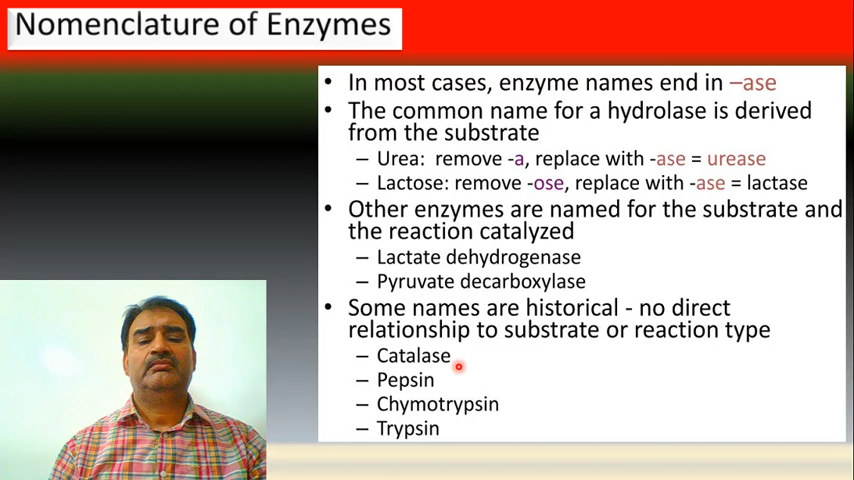 Nomenclature of Enzymes
• In most cases, enzyme names end in –ase
• The common name for a hydrolase is derived
from the substrate
– Urea: remove -a, replace with -ase = urease
– Lactose: remove -ose, replace with -ase = lactase
• Other enzymes are named for the substrate and
the reaction catalyzed
– Lactate dehydrogenase
– Pyruvate decarboxylase
• Some names are historical - no direct
relationship to substrate or reaction type
– Catalase
– Pepsin
– Chymotrypsin
– Trypsin